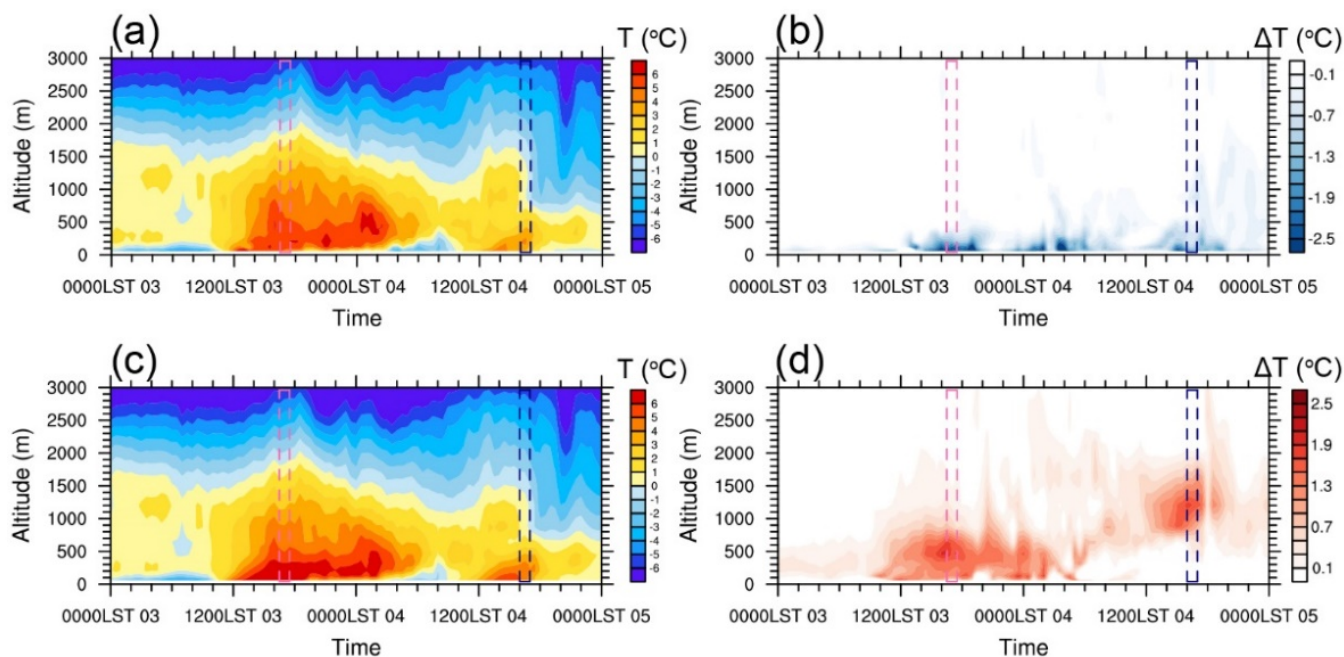 (a)
T (°C)
3000
2500
2000
1500
1000
500
0
Altitude (m)
6
4
3
2
1
0
-1
-2
-3
-4
-5
-6
0000LST 03
1200LST 03
0000LST 04
1200LST 04
0000LST 05
Time
(b)
ΔT (°C)
3000
2500
2000
1500
1000
500
0
Altitude (m)
-0.1
-0.7
-1.3
-1.9
-2.5
0000LST 03
1200LST 03
0000LST 04
1200LST 04
0000LST 05
Time
(c)
T (°C)
3000
2500
2000
1500
1000
500
0
Altitude (m)
6
4
3
2
1
0
-1
-2
-3
-4
-5
-6
0000LST 03
1200LST 03
0000LST 04
1200LST 04
0000LST 05
Time
(d)
ΔT (°C)
3000
2500
2000
1500
1000
500
0
Altitude (m)
2.5
1.9
1.3
0.7
0.1
0000LST 03
1200LST 03
0000LST 04
1200LST 04
0000LST 05
Time